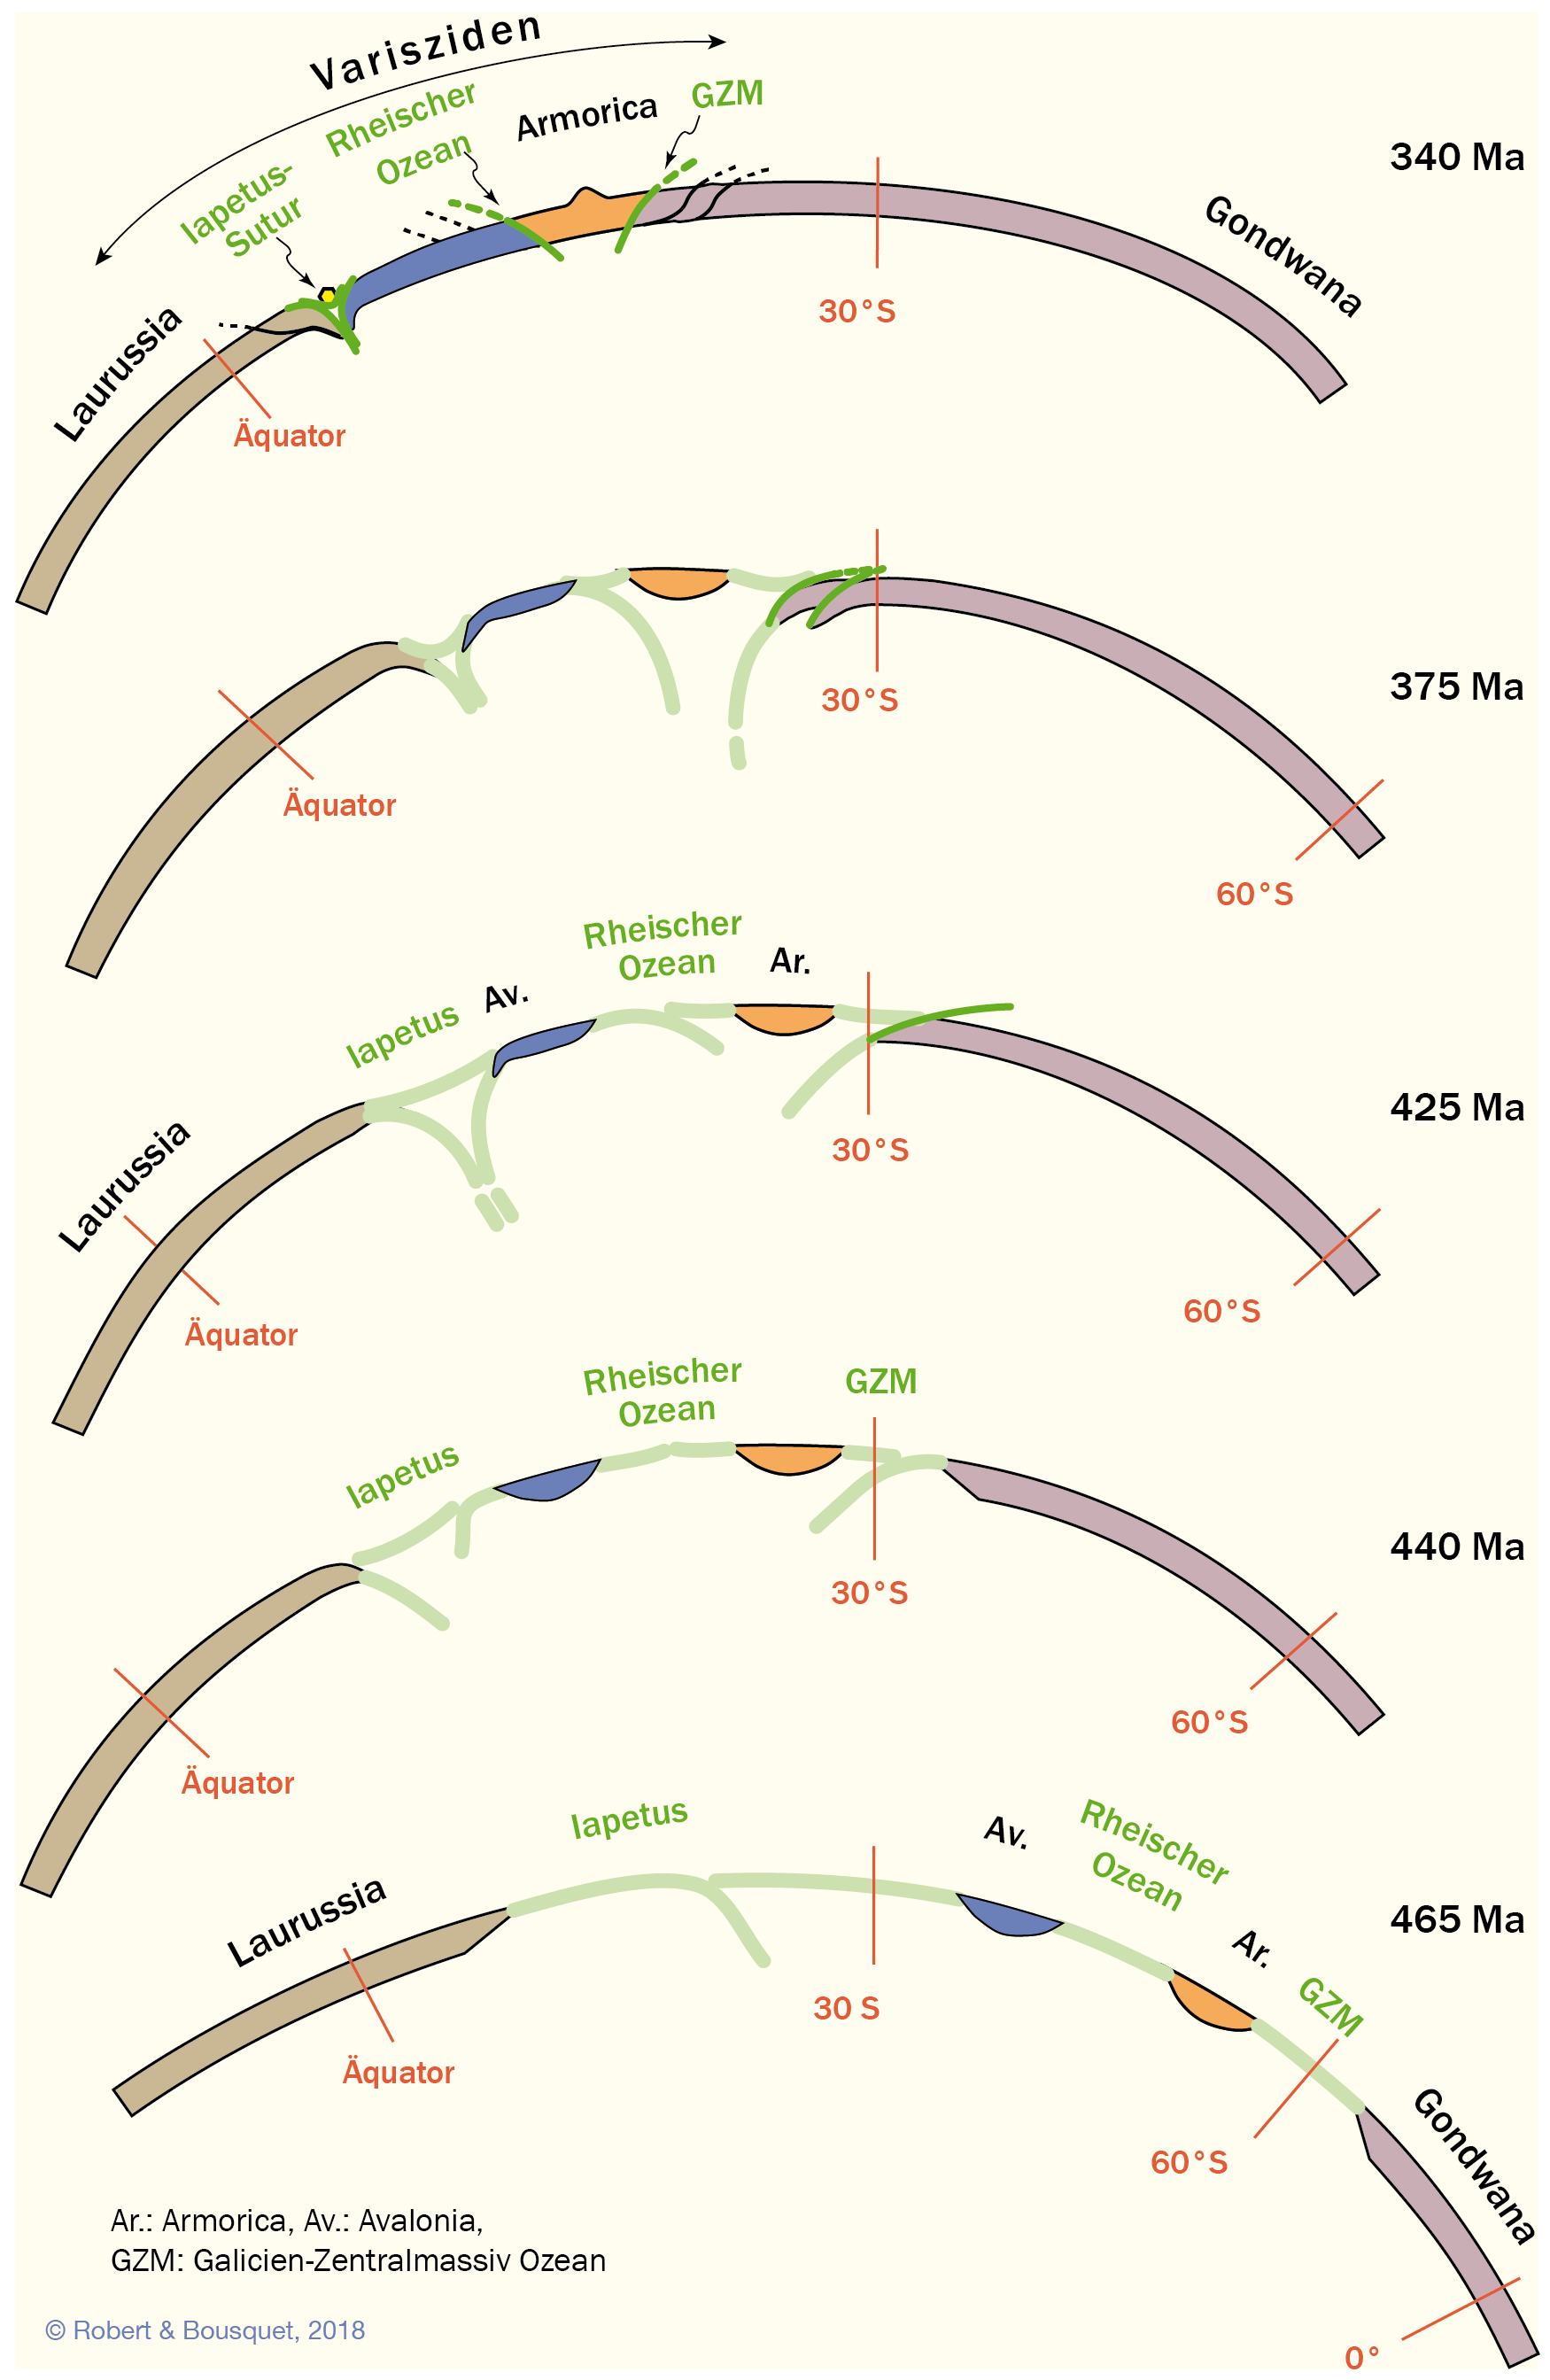 Varisziden
Rheischer
Ozean
Armorica
GZM
Iapetus-
Sutur
340 Ma
Gondwana
Laurussia
30°S
Äquator
375 Ma
30°S
Äquator
60°S
Rheischer
Ozean
Ar.
Av.
Iapetus
425 Ma
Laurussia
30°S
60°S
Äquator
Rheischer
Ozean
GZM
Iapetus
440 Ma
30°S
60°S
Äquator
Iapetus
Av.
Rheischer
Ozean
Laurussia
465 Ma
Ar.
GZM
30 S
Äquator
Gondwana
60°S
Ar.: Armorica, Av.: Avalonia,
GZM: Galicien-Zentralmassiv Ozean
© Robert & Bousquet, 2018
0°